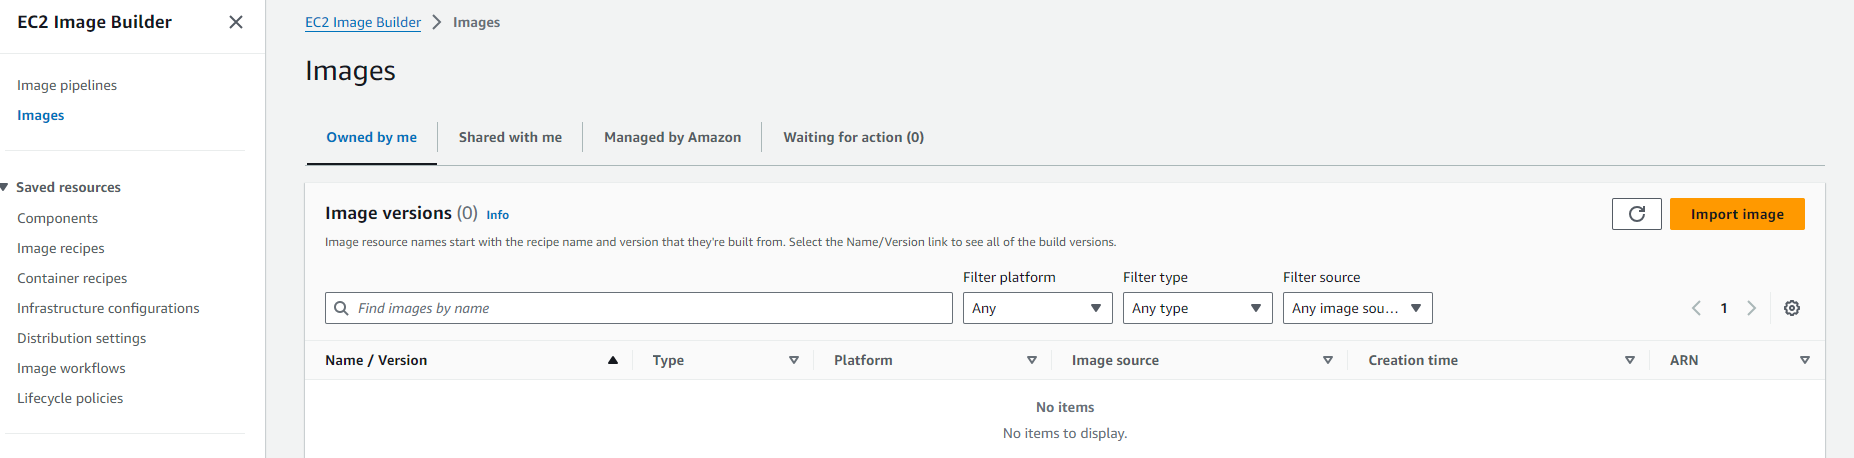 EC2 Image Builder
Image pipelines
Images
Saved resources
Components
Image recipes
Container recipes
Infrastructure configurations
Distribution settings
Image workflows
Lifecycle policies
EC2 Image Builder > Images
Images
Owned by me Shared with me Managed by Amazon Waiting for action (0)
Image versions (0) Info
Import image
Image resource names start with the recipe name and version that they're built from. Select the Name/Version link to see all of the build versions.
Filter platform Filter type Filter source
Find images by name Any Any type Any image sou... 1
Name / Version Type Platform Image source Creation time ARN
No items
No items to display.